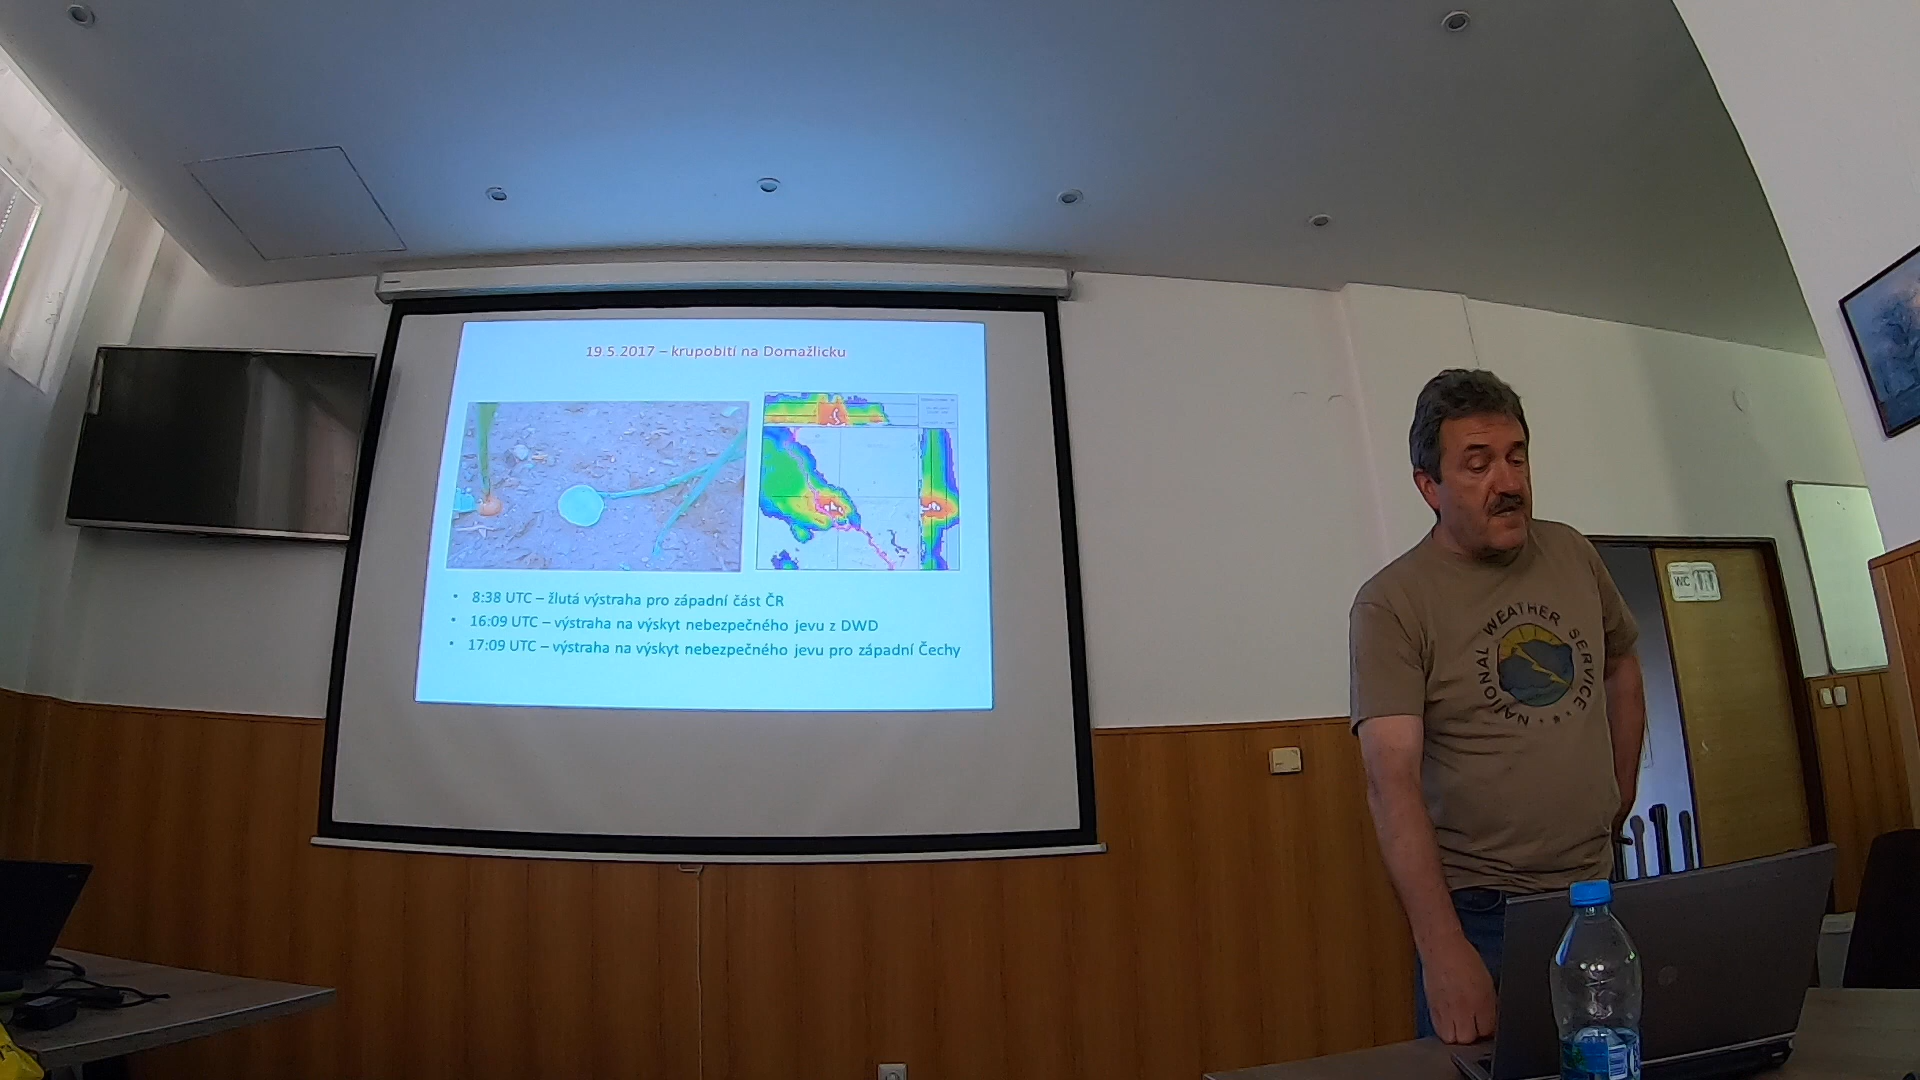 19.5.2017 – krupobití na Domažlicku
• 8:38 UTC – žlutá výstraha pro západní část ČR
• 16:09 UTC – výstraha na výskyt nebezpečného jevu z DWD
• 17:09 UTC – výstraha na výskyt nebezpečného jevu pro západní Čechy
NATIONAL WEATHER SERVICE
WC